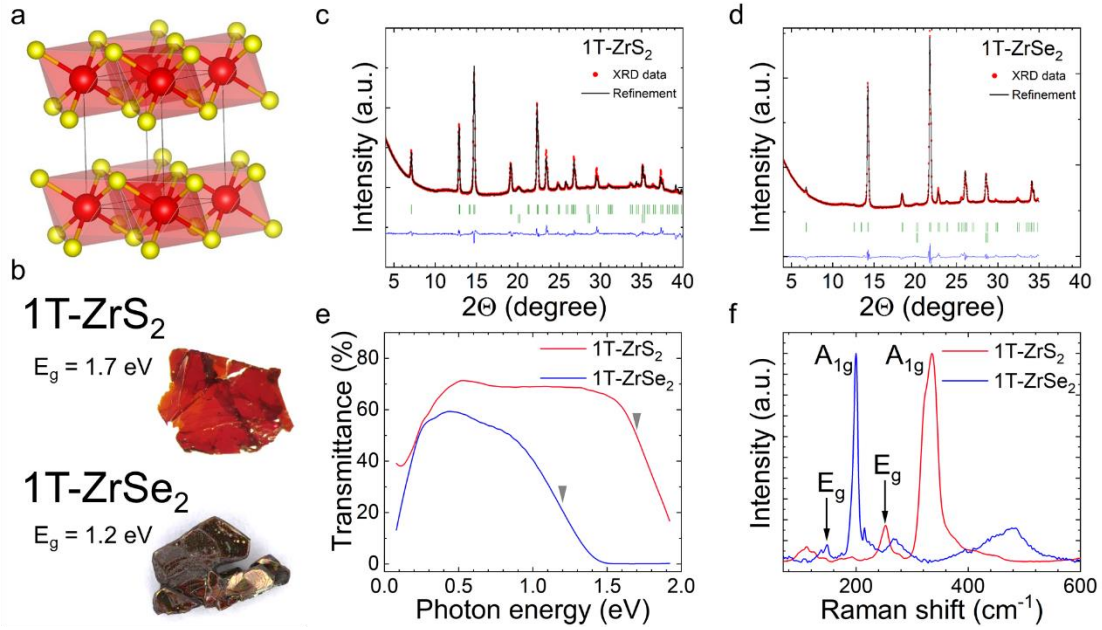 a
b
1T-ZrS₂
E_g = 1.7 eV
1T-ZrSe₂
E_g = 1.2 eV
c
1T-ZrS₂
XRD data
Refinement
Intensity (a.u.)
5 10 15 20 25 30 35 40
2Θ (degree)
d
1T-ZrSe₂
XRD data
Refinement
Intensity (a.u.)
5 10 15 20 25 30 35 40
2Θ (degree)
e
1T-ZrS₂
1T-ZrSe₂
Transmittance (%)
80
60
40
20
0
0.0 0.5 1.0 1.5 2.0
Photon energy (eV)
f
A₁g A₁g
1T-ZrS₂
1T-ZrSe₂
E_g E_g
Intensity (a.u.)
200 400 600
Raman shift (cm⁻¹)